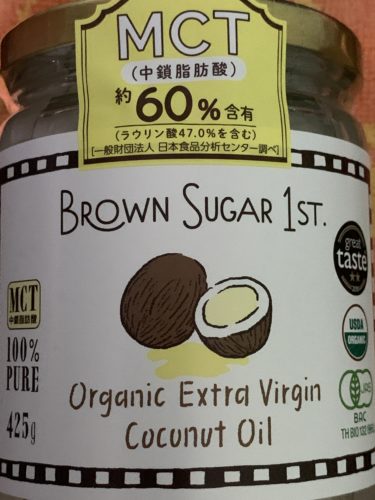 MCT
(中鎖脂肪酸)
約60%含有
(ラウリン酸47.0%を含む)
[一般財団法人 日本食品分析センター調べ]
BROWN SUGAR 1ST.
great
taste
★★
MCT
中鎖脂肪酸
100%
PURE
425g
USDA
ORGANIC
JAS
BAC
Organic Extra Virgin
Coconut Oil